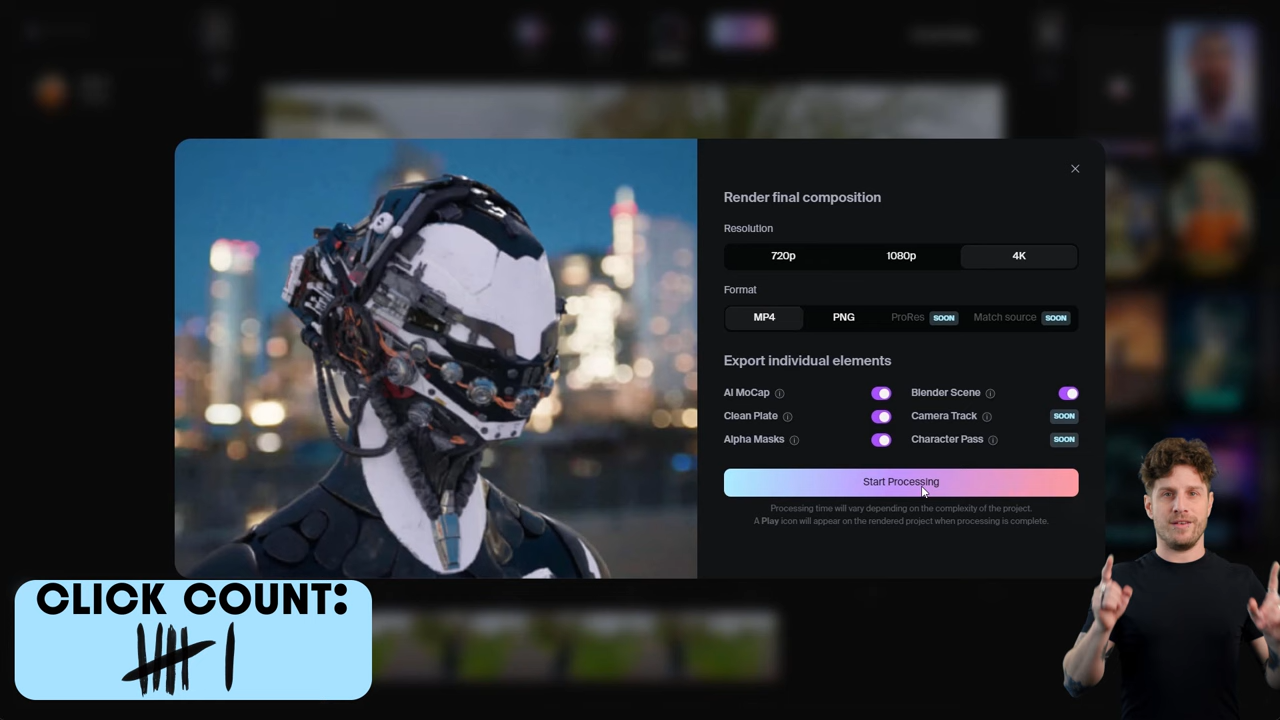 Render final composition
Resolution
720p 1080p 4K
Format
MP4 PNG ProRes SOON Match source SOON
Export individual elements
AI MoCap Blender Scene
Clean Plate Camera Track SOON
Alpha Masks Character Pass SOON
Start Processing
Processing time will vary depending on the complexity of the project.
A Play icon will appear on the rendered project when processing is complete.
CLICK COUNT: